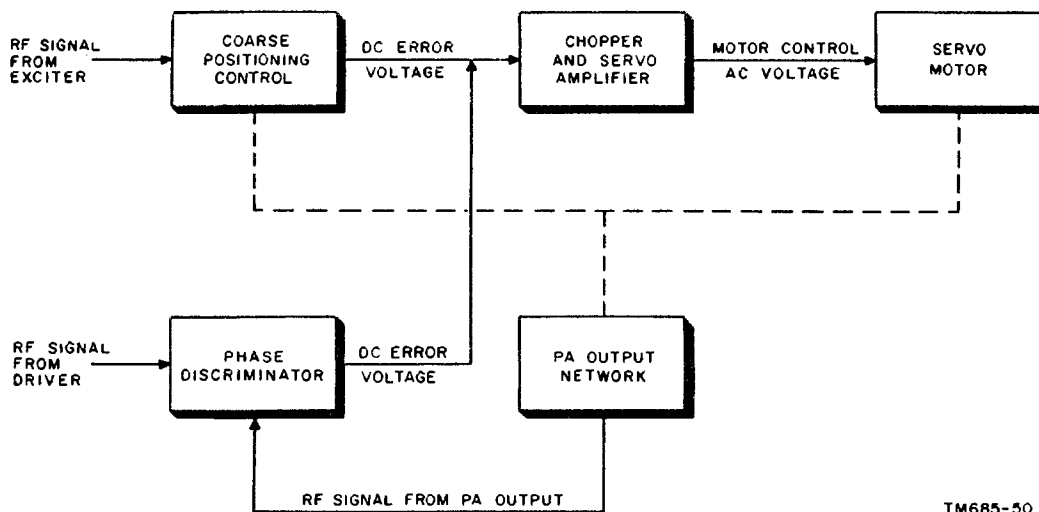 RF SIGNAL
FROM
EXCITER
COARSE
POSITIONING
CONTROL
DC ERROR
VOLTAGE
CHOPPER
AND SERVO
AMPLIFIER
MOTOR CONTROL
AC VOLTAGE
SERVO
MOTOR
RF SIGNAL
FROM
DRIVER
PHASE
DISCRIMINATOR
DC ERROR
VOLTAGE
PA OUTPUT
NETWORK
RF SIGNAL FROM PA OUTPUT
TM685-50